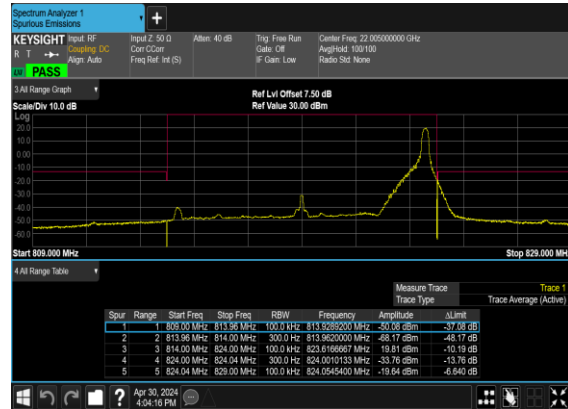 Spectrum Analyzer 1
Spurious Emissions
+
KEYSIGHT Input: RF Input Z: 50 Ω Atten: 40 dB Trig: Free Run Center Freq: 22.005000000 GHz
R T Coupling: DC Corr CCorr Gate: Off Avg|Hold: 100/100
Align: Auto Freq Ref: Int (S) IF Gain: Low Radio Std: None
LW PASS
3 All Range Graph Ref Lvl Offset 7.50 dB
Scale/Div 10.0 dB Ref Value 30.00 dBm
Log
20.0
10.0
0.00
-10.0
-20.0
-30.0
-40.0
-50.0
-60.0
Start 809.000 MHz Stop 829.000 MH
4 All Range Table
Measure Trace Trace 1
Trace Type Trace Average (Active)
Spur Range Start Freq Stop Freq RBW Frequency Amplitude ΔLimit
1 1 809.00 MHz 813.96 MHz 100.0 kHz 813.9289200 MHz -50.08 dBm -37.08 dB
2 2 813.96 MHz 814.00 MHz 300.0 Hz 813.9620000 MHz -68.17 dBm -48.17 dB
3 3 814.00 MHz 824.00 MHz 100.0 kHz 823.6166667 MHz 19.81 dBm -10.19 dB
4 4 824.00 MHz 824.04 MHz 300.0 Hz 824.0010133 MHz -33.76 dBm -13.76 dB
5 5 824.04 MHz 829.00 MHz 100.0 kHz 824.0545400 MHz -19.64 dBm -6.640 dB
? Apr 30, 2024
4:04:16 PM